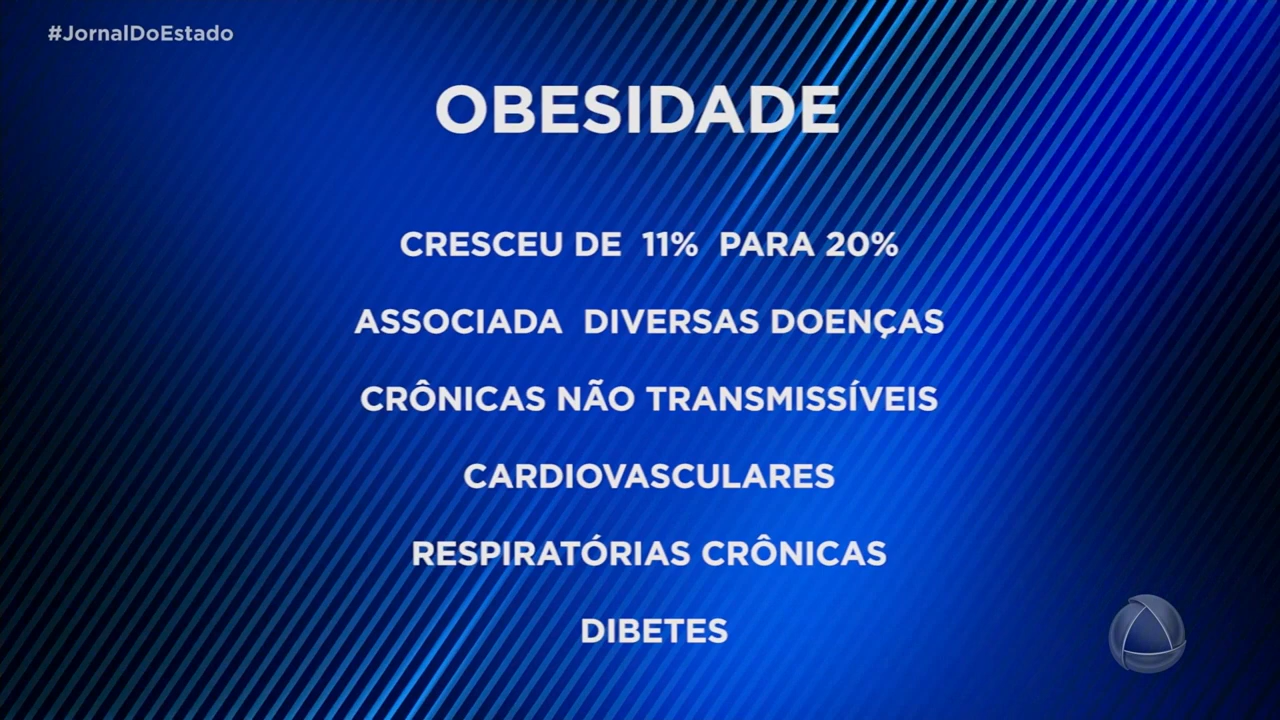 #JornalDoEstado
OBESIDADE
CRESCEU DE 11% PARA 20%
ASSOCIADA DIVERSAS DOENÇAS
CRÔNICAS NÃO TRANSMISSÍVEIS
CARDIOVASCULARES
RESPIRATÓRIAS CRÔNICAS
DIBETES